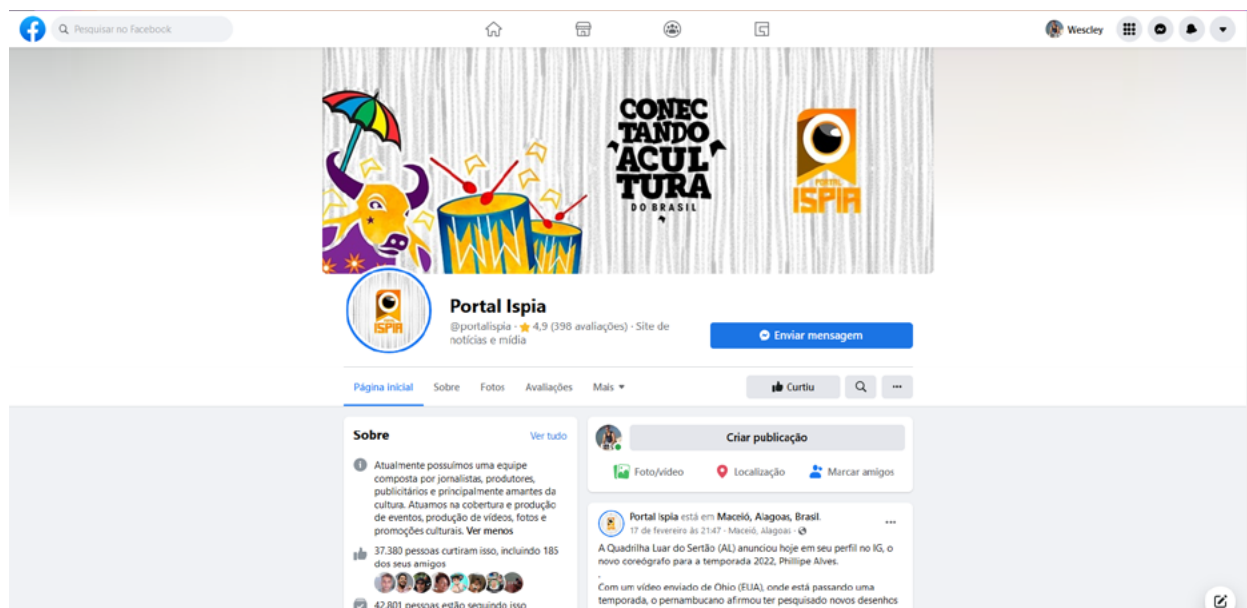 Pesquisar no Facebook
Wescley
CONEC
TANDO
ACUL
TURA
DO BRASIL
PORTAL
ISPIA
ISPIA
Portal Ispia
@portalispia · 4,9 (398 avaliações) · Site de
notícias e mídia
Enviar mensagem
Página inicial
Sobre
Fotos
Avaliações
Mais
Curtiu
Sobre
Ver tudo
Atualmente possuímos uma equipe
composta por jornalistas, produtores,
publicitários e principalmente amantes da
cultura. Atuamos na cobertura e produção
de eventos, produção de vídeos, fotos e
promoções culturais. Ver menos
37.380 pessoas curtiram isso, incluindo 185
dos seus amigos
42.801 pessoas estão seguindo isso
Criar publicação
Foto/vídeo
Localização
Marcar amigos
Portal Ispia está em Maceió, Alagoas, Brasil.
17 de fevereiro às 21:47 · Maceió, Alagoas ·
A Quadrilha Luar do Sertão (AL) anunciou hoje em seu perfil no IG, o
novo coreógrafo para a temporada 2022, Phillipe Alves.
.
Com um vídeo enviado de Ohio (EUA), onde está passando uma
temporada, o pernambucano afirmou ter pesquisado novos desenhos